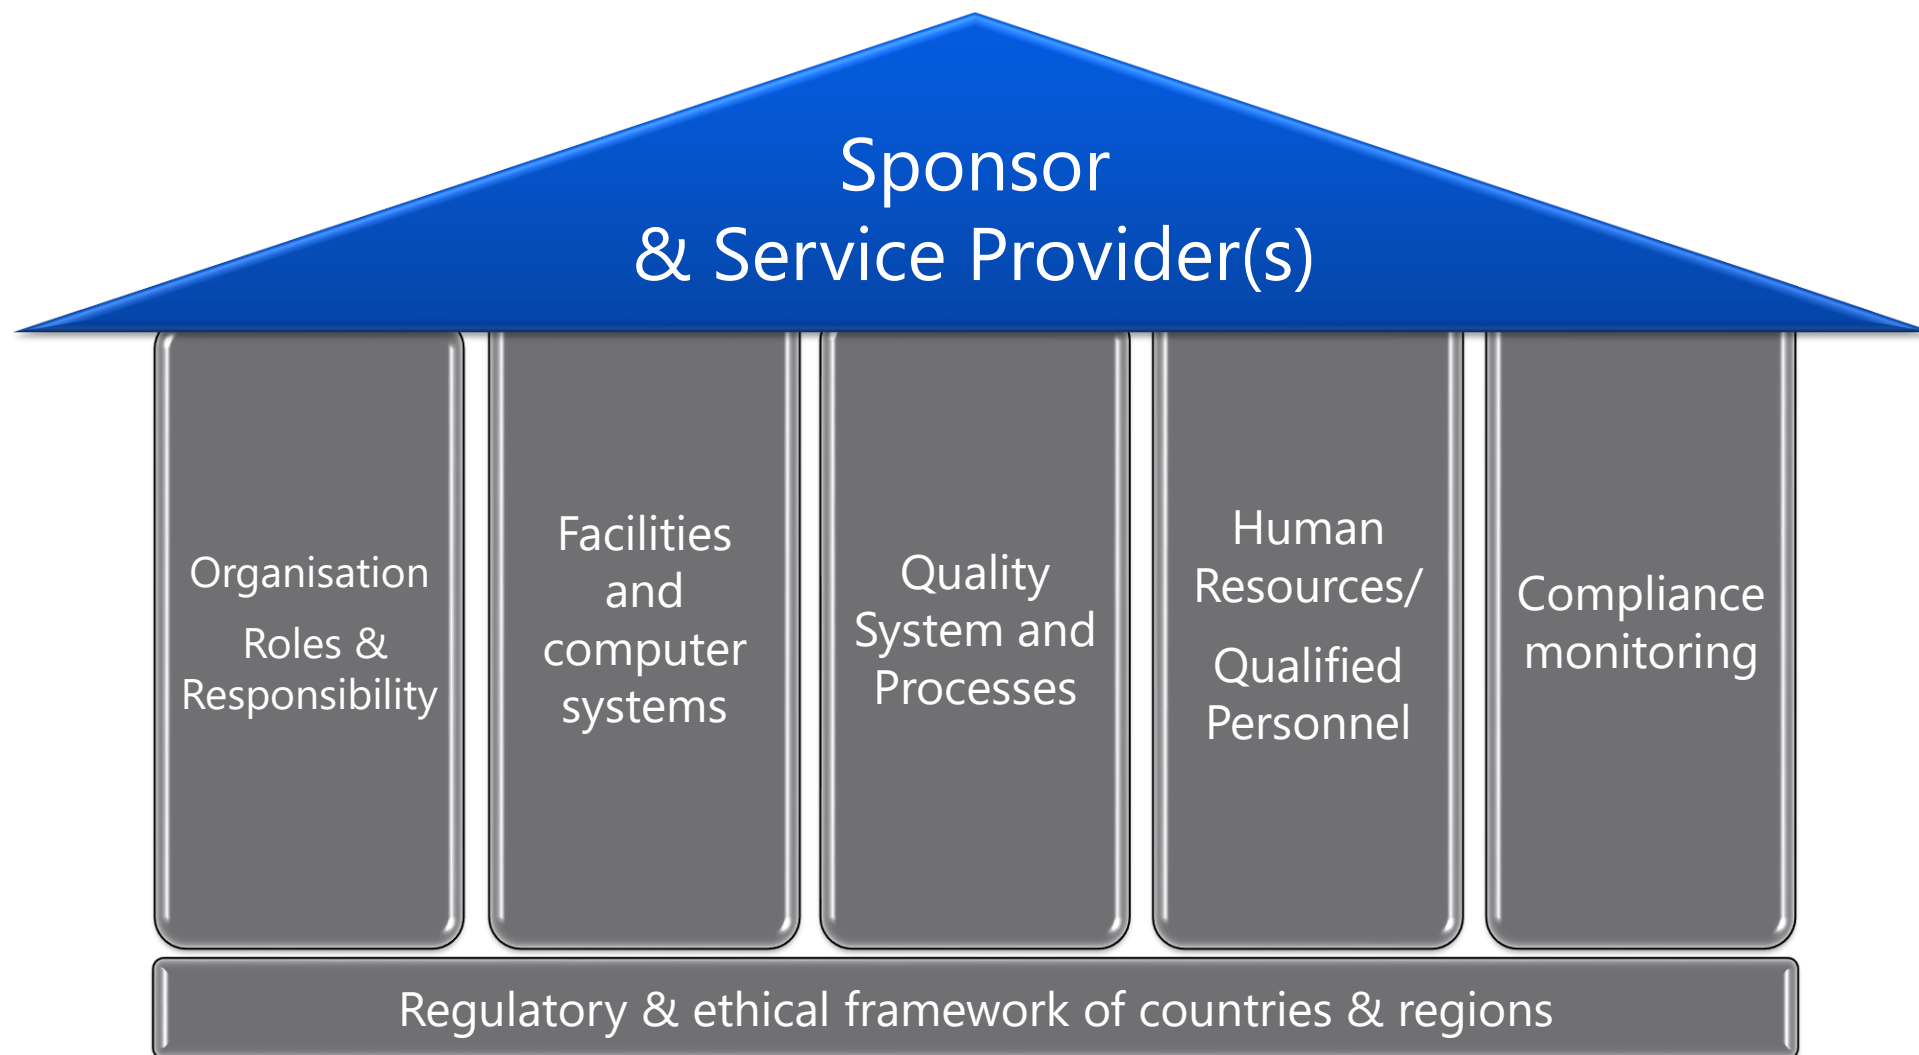 Sponsor
& Service Provider(s)
Organisation
Roles &
Responsibility
Facilities
and
computer
systems
Quality
System and
Processes
Human
Resources/
Qualified
Personnel
Compliance
monitoring
Regulatory & ethical framework of countries & regions